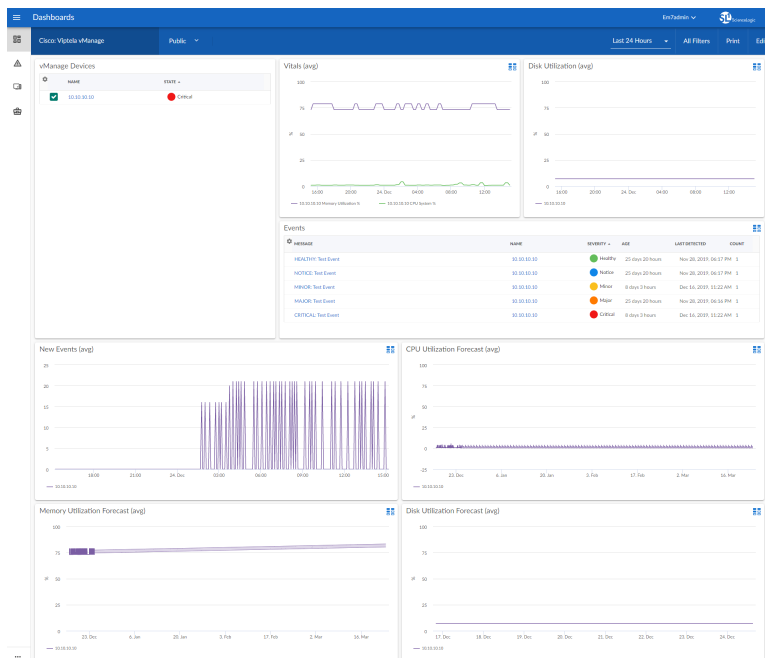 Dashboards
Em7admin
SL ScienceLogic
Cisco: Viptela vManage
Public
Last 24 Hours
All Filters
Print
Edi
vManage Devices
NAME STATE
10.10.10.10 Critical
Vitals (avg)
100
75
%
50
25
0
16:00 20:00 24. Dec 04:00 08:00 12:00
10.10.10.10 Memory Utilization % 10.10.10.10 CPU System %
Disk Utilization (avg)
100
75
%
50
25
0
16:00 20:00 24. Dec 04:00 08:00 12:00
10.10.10.10
Events
MESSAGE NAME SEVERITY AGE LAST DETECTED COUNT
HEALTHY: Test Event 10.10.10.10 Healthy 25 days 20 hours Nov 28, 2019, 06:17 PM 1
NOTICE: Test Event 10.10.10.10 Notice 25 days 20 hours Nov 28, 2019, 06:17 PM 1
MINOR: Test Event 10.10.10.10 Minor 8 days 3 hours Dec 16, 2019, 11:22 AM 1
MAJOR: Test Event 10.10.10.10 Major 25 days 20 hours Nov 28, 2019, 06:16 PM 1
CRITICAL: Test Event 10.10.10.10 Critical 8 days 3 hours Dec 16, 2019, 11:22 AM 1
New Events (avg)
25
20
15
10
5
0
18:00 21:00 24. Dec 03:00 06:00 09:00 12:00 15:00
10.10.10.10
CPU Utilization Forecast (avg)
100
75
50
%
25
0
-25
23. Dec 6. Jan 20. Jan 3. Feb 17. Feb 2. Mar 16. Mar
10.10.10.10
Memory Utilization Forecast (avg)
100
75
%
50
25
0
23. Dec 6. Jan 20. Jan 3. Feb 17. Feb 2. Mar 16. Mar
10.10.10.10
Disk Utilization Forecast (avg)
100
75
%
50
25
0
17. Dec 18. Dec 19. Dec 20. Dec 21. Dec 22. Dec 23. Dec 24. Dec
10.10.10.10